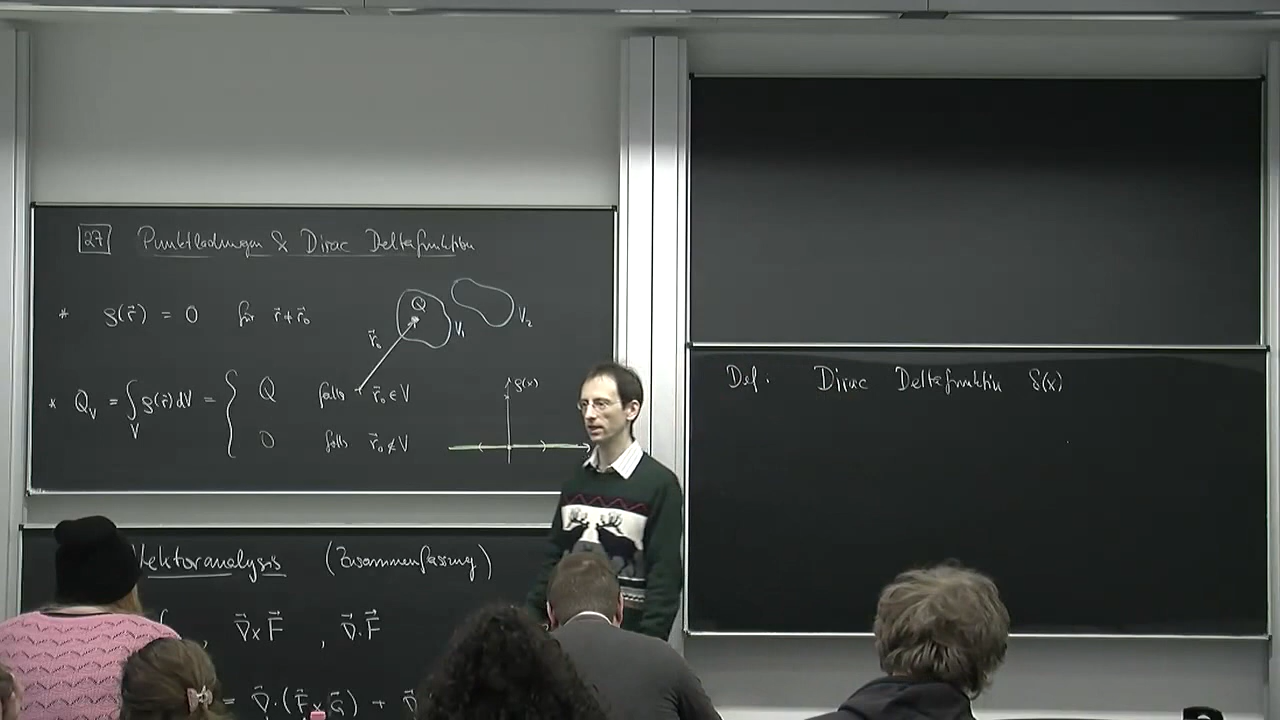 27 Punktladungen & Dirac Deltafunktion
* ρ(r⃗) = 0 für r⃗ ≠ r⃗₀
Q
r⃗₀
V₁
V₂
* Q_V = ∫_V ρ(r⃗) dV = { Q falls r⃗₀ ∈ V
0 falls r⃗₀ ∉ V
ρ(x)
Vektoranalysis (Zusammenfassung)
, ∇⃗×F⃗ , ∇⃗·F⃗
= ∇⃗·(F⃗×G⃗) + ∇⃗
Def. Dirac Deltafunktion δ(x)